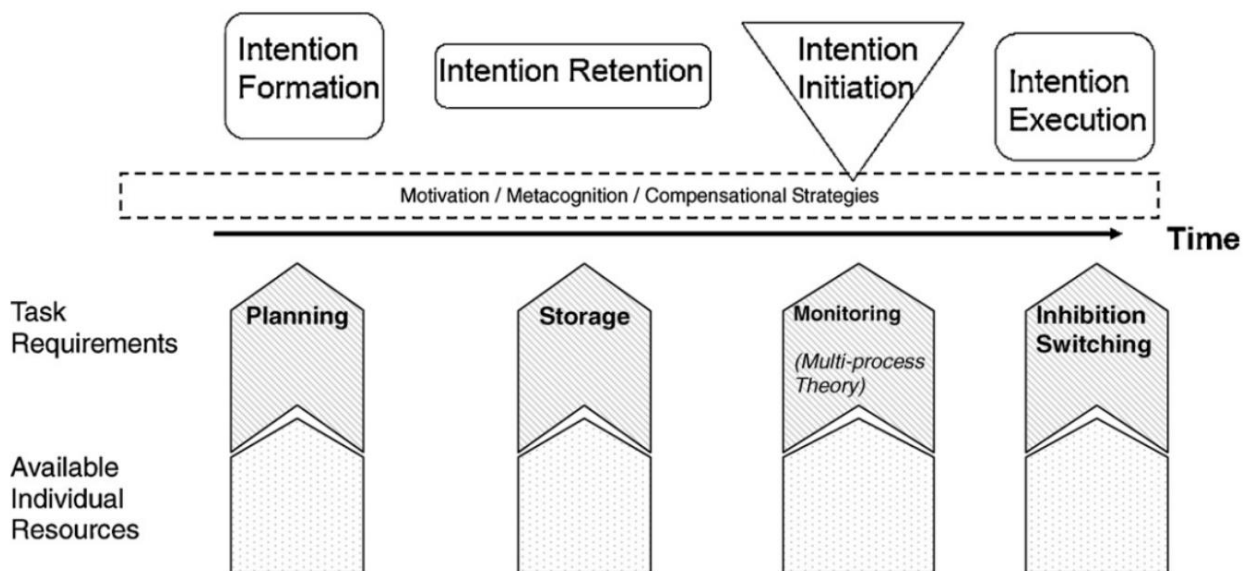 Intention
Formation
Intention Retention
Intention
Initiation
Intention
Execution
Motivation / Metacognition / Compensational Strategies
Time
Task
Requirements
Planning
Storage
Monitoring
(Multi-process
Theory)
Inhibition
Switching
Available
Individual
Resources